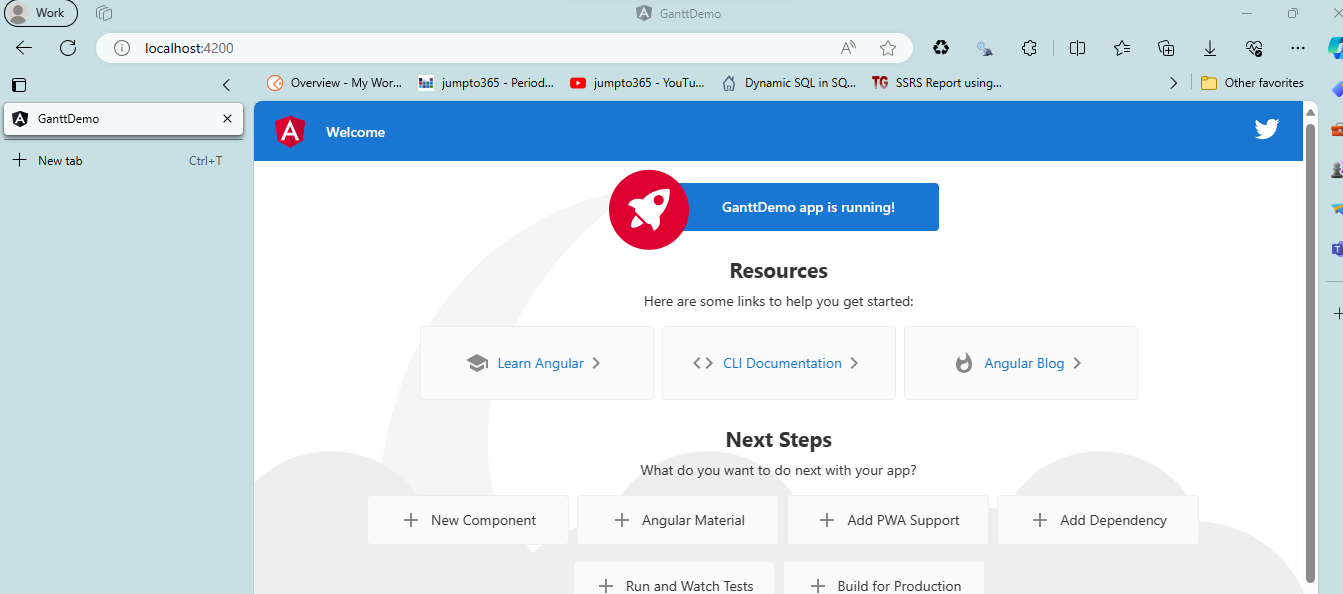 Work
GanttDemo
localhost:4200
Overview - My Wor... jumpto365 - Period... jumpto365 - YouTu... Dynamic SQL in SQ... TG SSRS Report using... Other favorites
GanttDemo
New tab Ctrl+T
Welcome
GanttDemo app is running!
Resources
Here are some links to help you get started:
Learn Angular CLI Documentation Angular Blog
Next Steps
What do you want to do next with your app?
New Component Angular Material Add PWA Support Add Dependency
Run and Watch Tests Build for Production